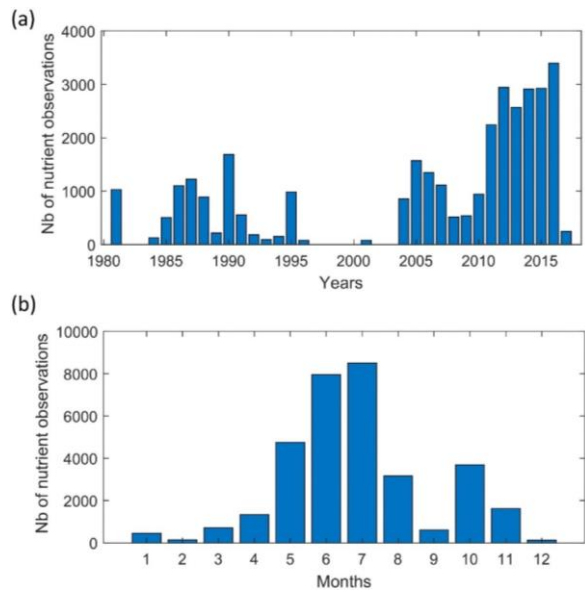 (a)
4000
3000
2000
1000
0
Nb of nutrient observations
1980 1985 1990 1995 2000 2005 2010 2015
Years
(b)
10000
8000
6000
4000
2000
0
Nb of nutrient observations
1 2 3 4 5 6 7 8 9 10 11 12
Months